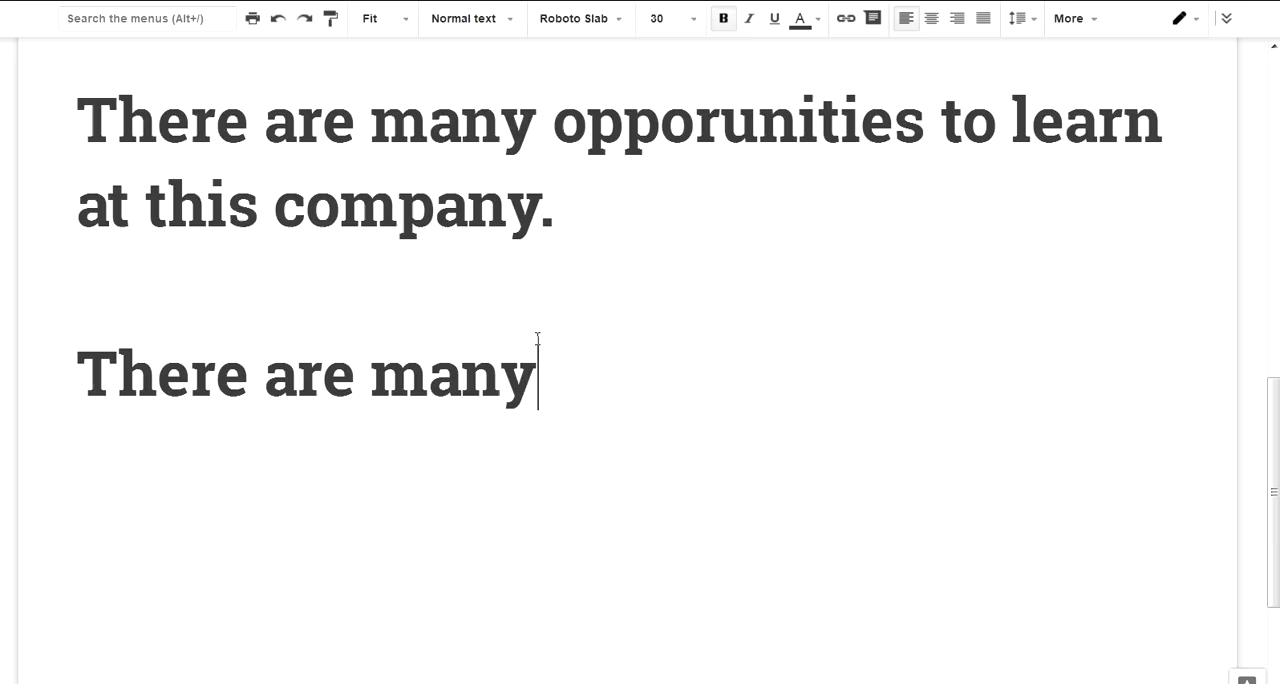 Search the menus (Alt+/) Fit Normal text Roboto Slab 30 B I U A More
There are many opporunities to learn
at this company.
There are many